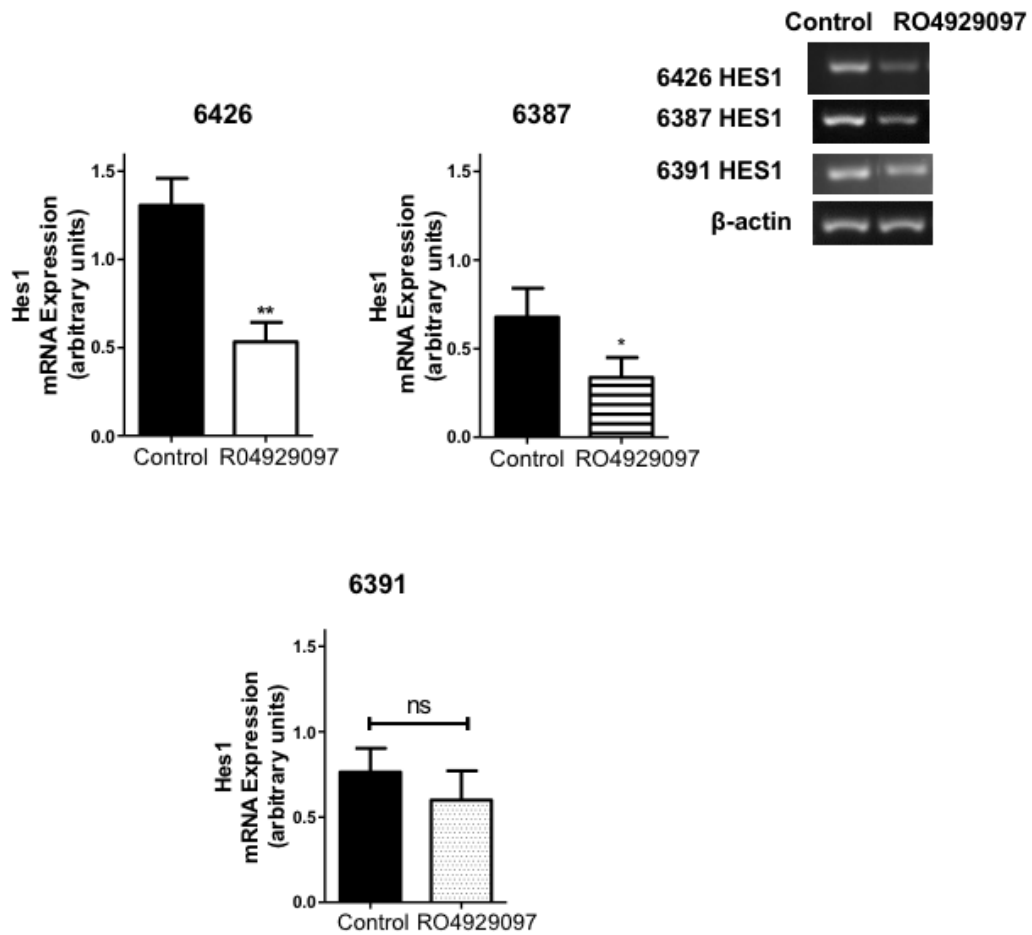 Control RO4929097
6426 HES1
6387 HES1
6391 HES1
β-actin
6426
Hes1
mRNA Expression
(arbitrary units)
1.5
1.0
0.5
0.0
**
Control R04929097
6387
Hes1
mRNA Expression
(arbitrary units)
1.5
1.0
0.5
0.0
*
Control RO4929097
6391
Hes1
mRNA Expression
(arbitrary units)
1.5
1.0
0.5
0.0
ns
Control RO4929097